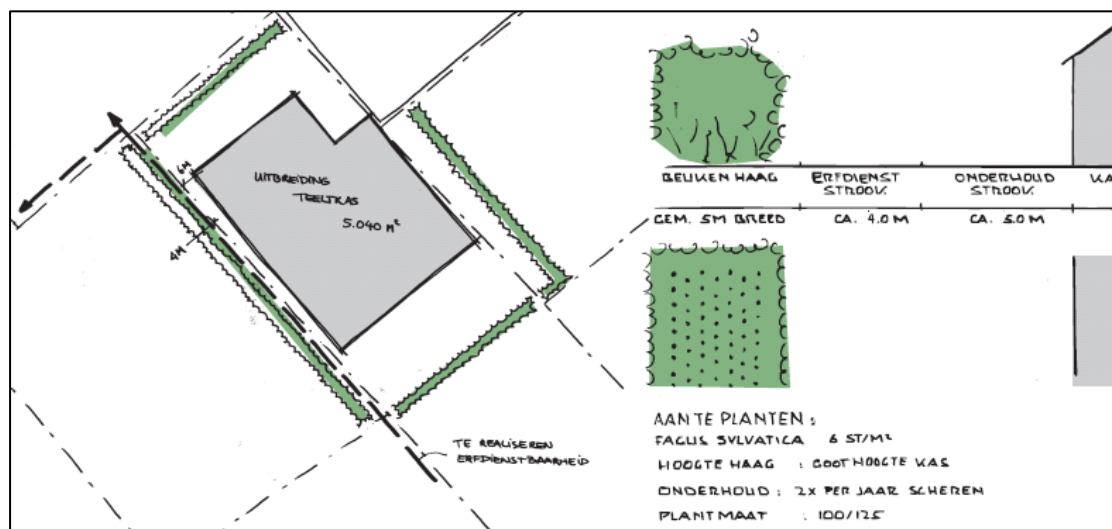 UITBREIDING
TEELTKAS
5.040 M²
6M
4M
TE REALISEREN
ERFDIENSTBAARHEID
BEUKEN HAAG
ERFDIENST
STROOK
ONDERHOUD
STROOK
KA
GEM. 5M BREED
CA. 4.0 M
CA. 5.0 M
AAN TE PLANTEN :
FAGUS SYLVATICA 6 ST/M²
HOOGTE HAAG : GOOTHOOGTE KAS
ONDERHOUD : 2X PER JAAR SCHEREN
PLANTMAAT : 100/125